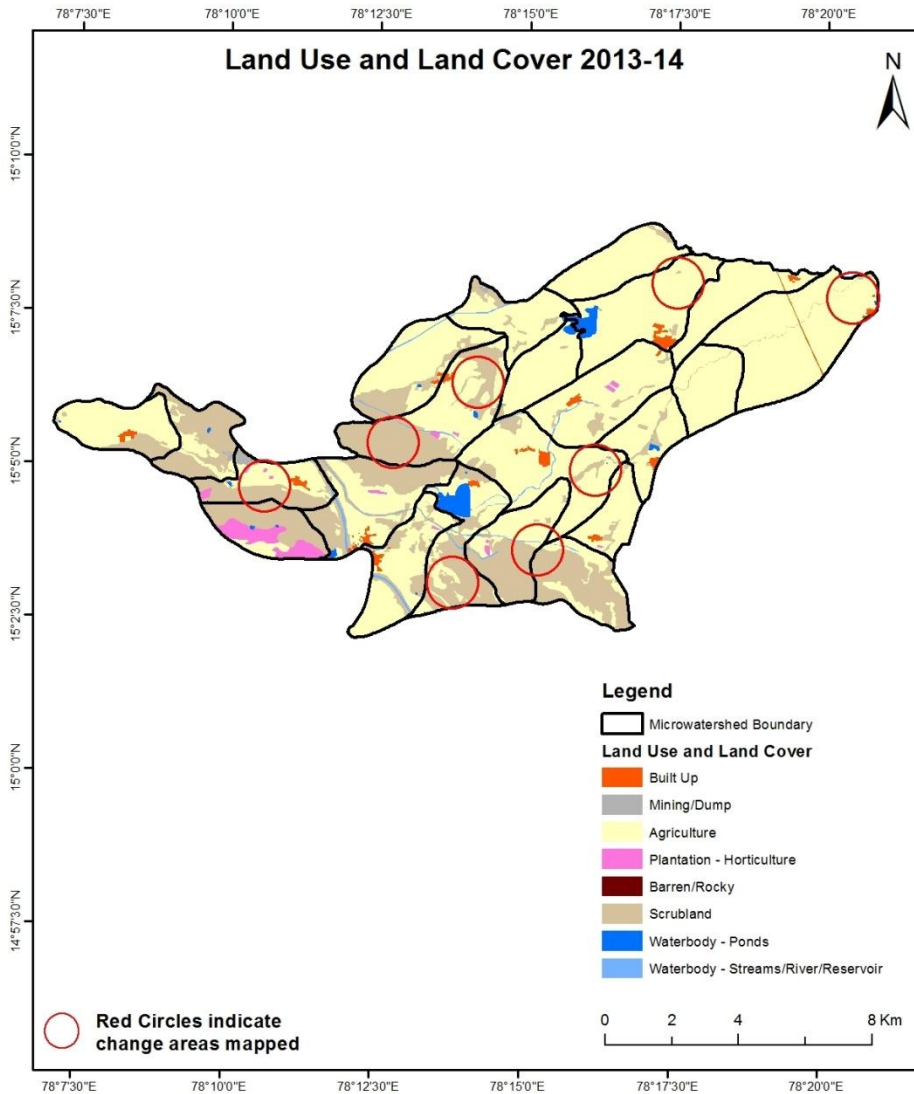 78°7'30"E 78°10'0"E 78°12'30"E 78°15'0"E 78°17'30"E 78°20'0"E
Land Use and Land Cover 2013-14
N
15°10'0"N
15°7'30"N
15°5'0"N
15°2'30"N
15°0'0"N
14°57'30"N
Legend
Microwatershed Boundary
Land Use and Land Cover
Built Up
Mining/Dump
Agriculture
Plantation - Horticulture
Barren/Rocky
Scrubland
Waterbody - Ponds
Waterbody - Streams/River/Reservoir
Red Circles indicate
change areas mapped
0 2 4 8 Km
78°7'30"E 78°10'0"E 78°12'30"E 78°15'0"E 78°17'30"E 78°20'0"E